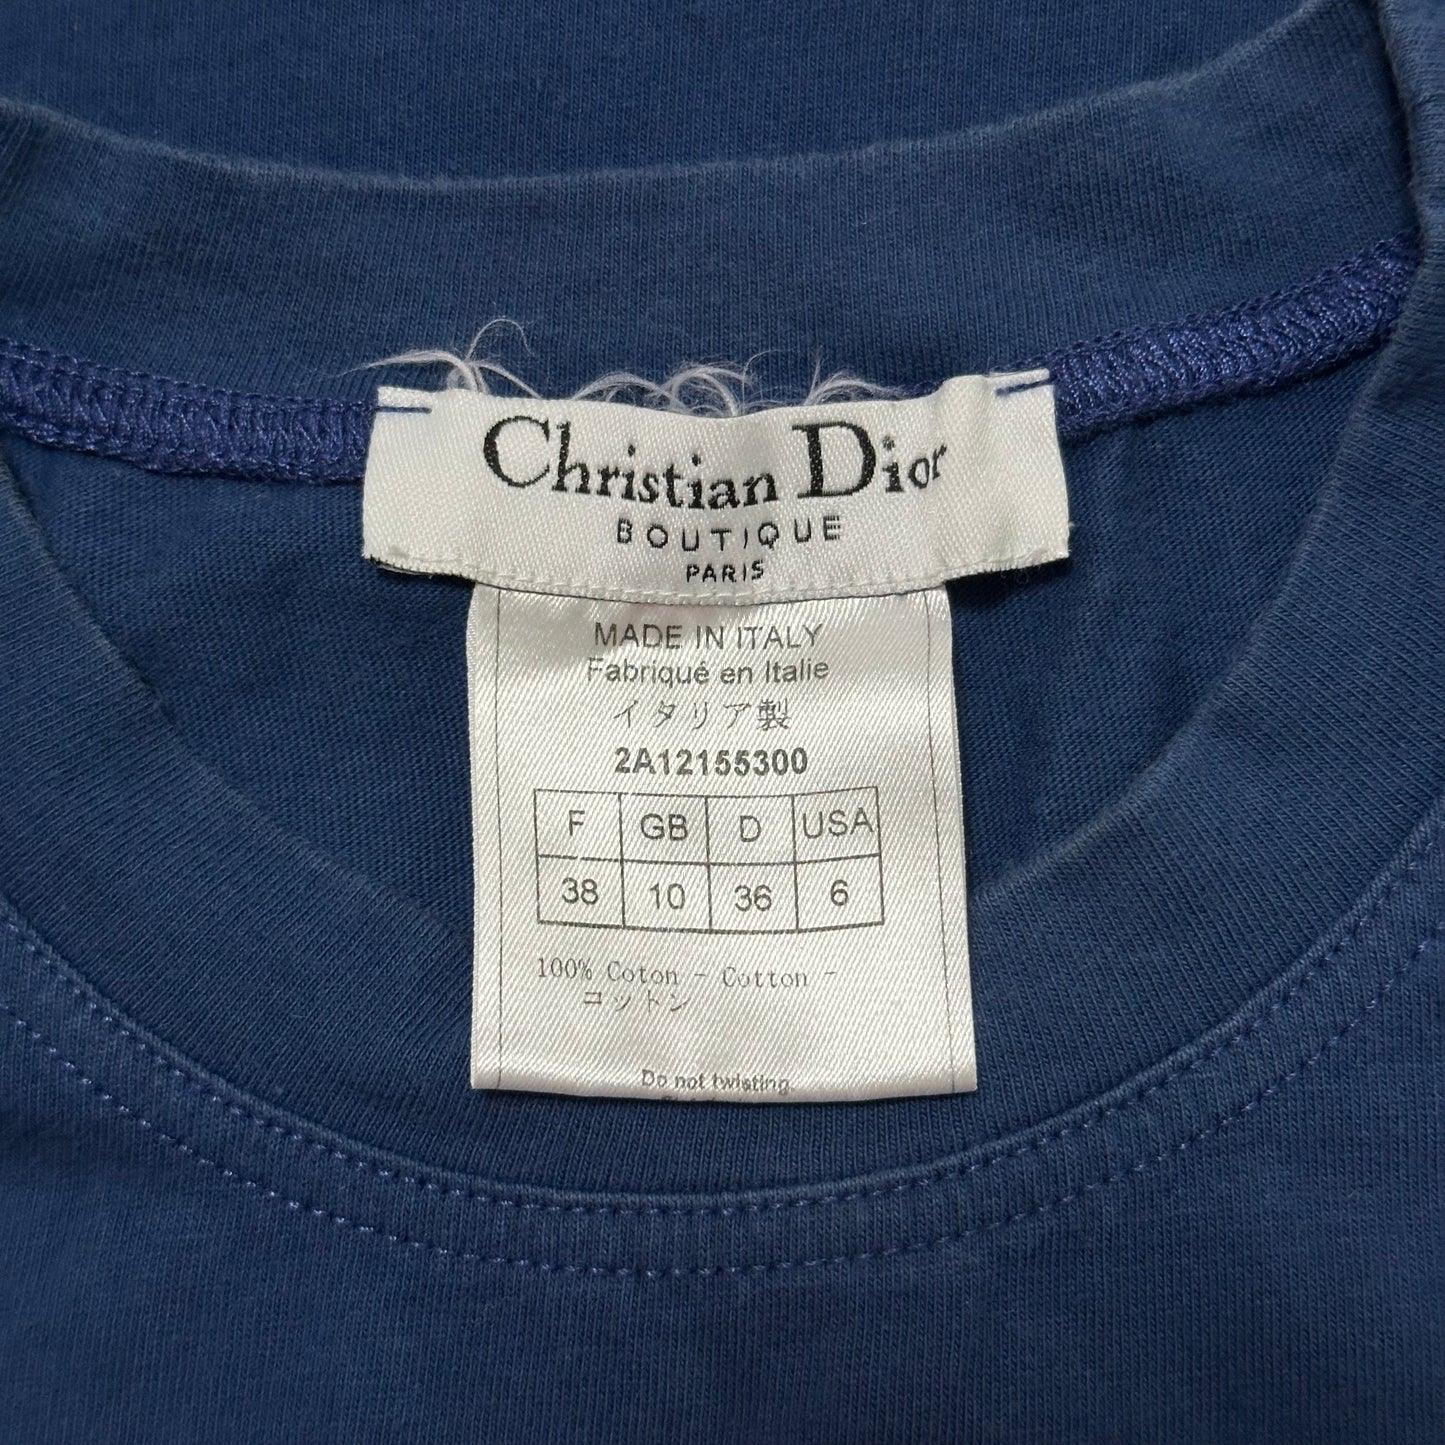 Christian Dior
BOUTIQUE
PARIS
MADE IN ITALY
Fabriqué en Italie
イタリア製
2A12155300
F GB D USA
38 10 36 6
100% Coton - Cotton -
コットン
Do not twisting.